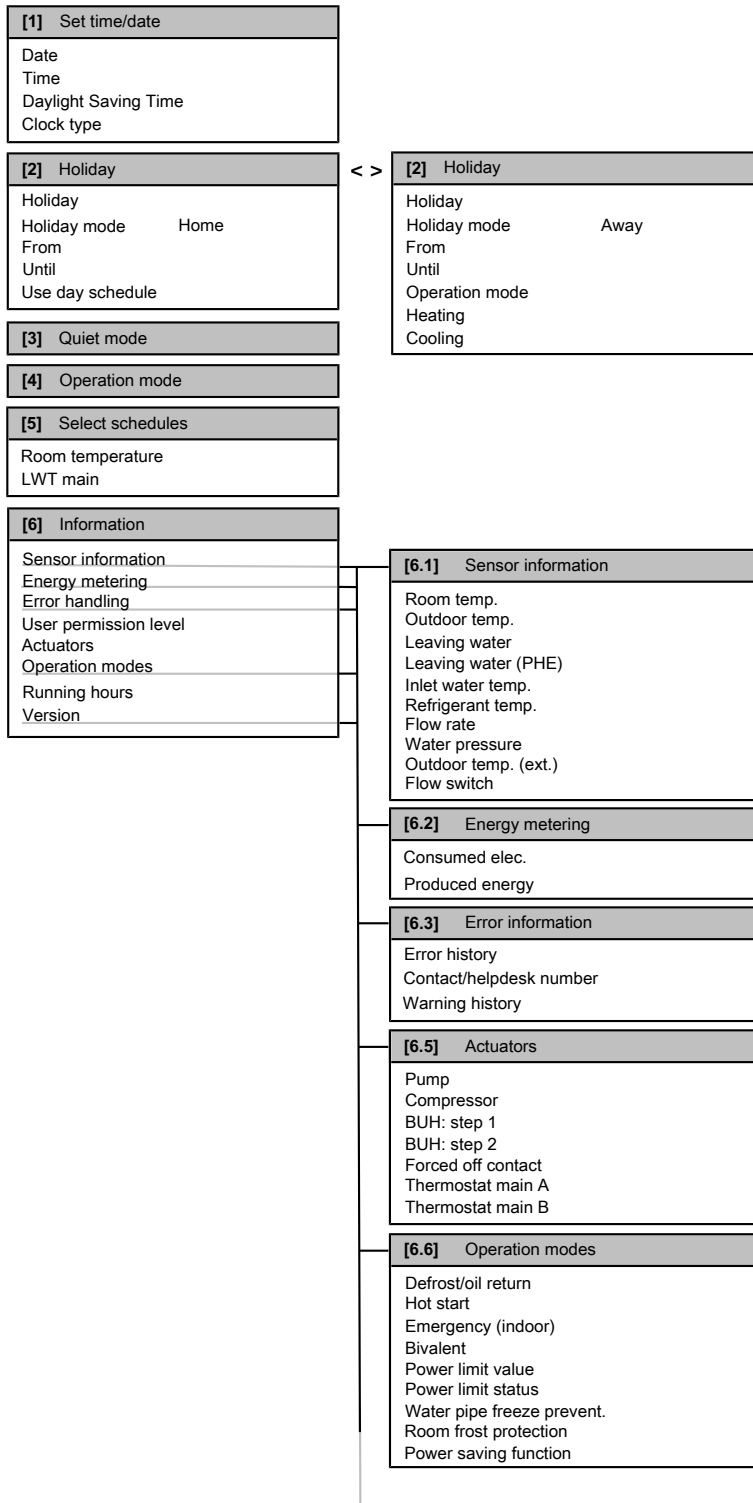 [1] Set time/date
Date
Time
Daylight Saving Time
Clock type
[2] Holiday
Holiday
Holiday mode Home
From
Until
Use day schedule
< >
[2] Holiday
Holiday
Holiday mode Away
From
Until
Operation mode
Heating
Cooling
[3] Quiet mode
[4] Operation mode
[5] Select schedules
Room temperature
LWT main
[6] Information
Sensor information
Energy metering
Error handling
User permission level
Actuators
Operation modes
Running hours
Version
[6.1] Sensor information
Room temp.
Outdoor temp.
Leaving water
Leaving water (PHE)
Inlet water temp.
Refrigerant temp.
Flow rate
Water pressure
Outdoor temp. (ext.)
Flow switch
[6.2] Energy metering
Consumed elec.
Produced energy
[6.3] Error information
Error history
Contact/helpdesk number
Warning history
[6.5] Actuators
Pump
Compressor
BUH: step 1
BUH: step 2
Forced off contact
Thermostat main A
Thermostat main B
[6.6] Operation modes
Defrost/oil return
Hot start
Emergency (indoor)
Bivalent
Power limit value
Power limit status
Water pipe freeze prevent.
Room frost protection
Power saving function